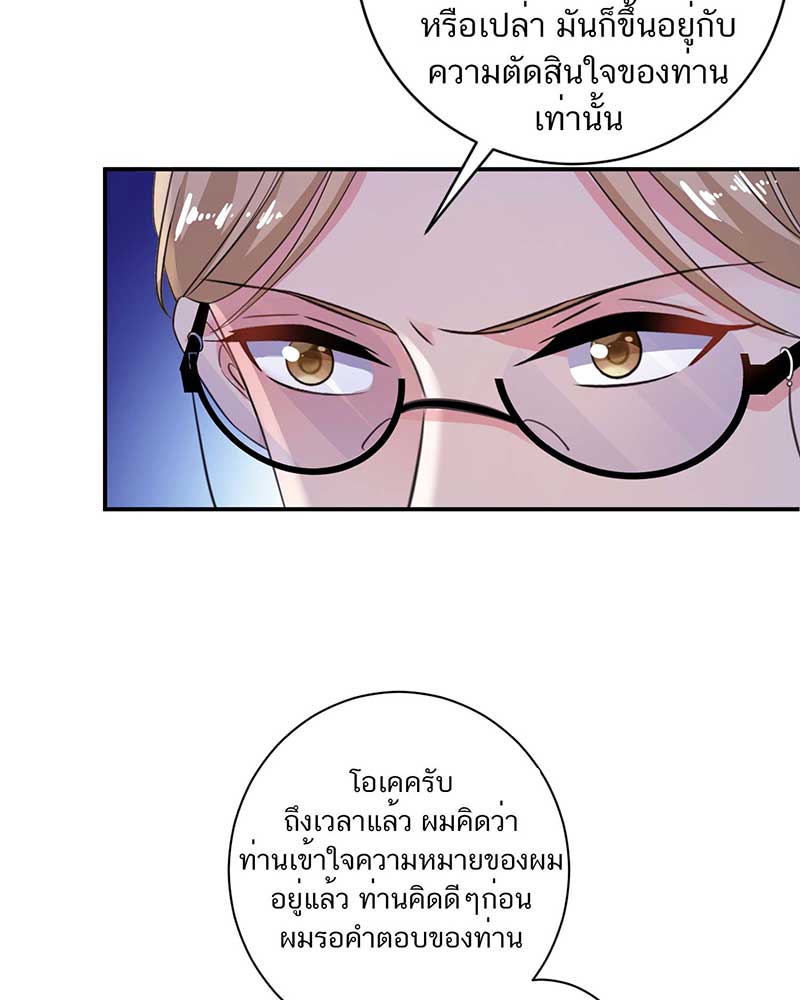 หรือเปล่า มันก็ขึ้นอยู่กับ
ความตัดสินใจของท่าน
เท่านั้น
โอเคครับ
ถึงเวลาแล้ว ผมคิดว่า
ท่านเข้าใจความหมายของผม
อยู่แล้ว ท่านคิดดีๆก่อน
ผมรอคำตอบของท่าน